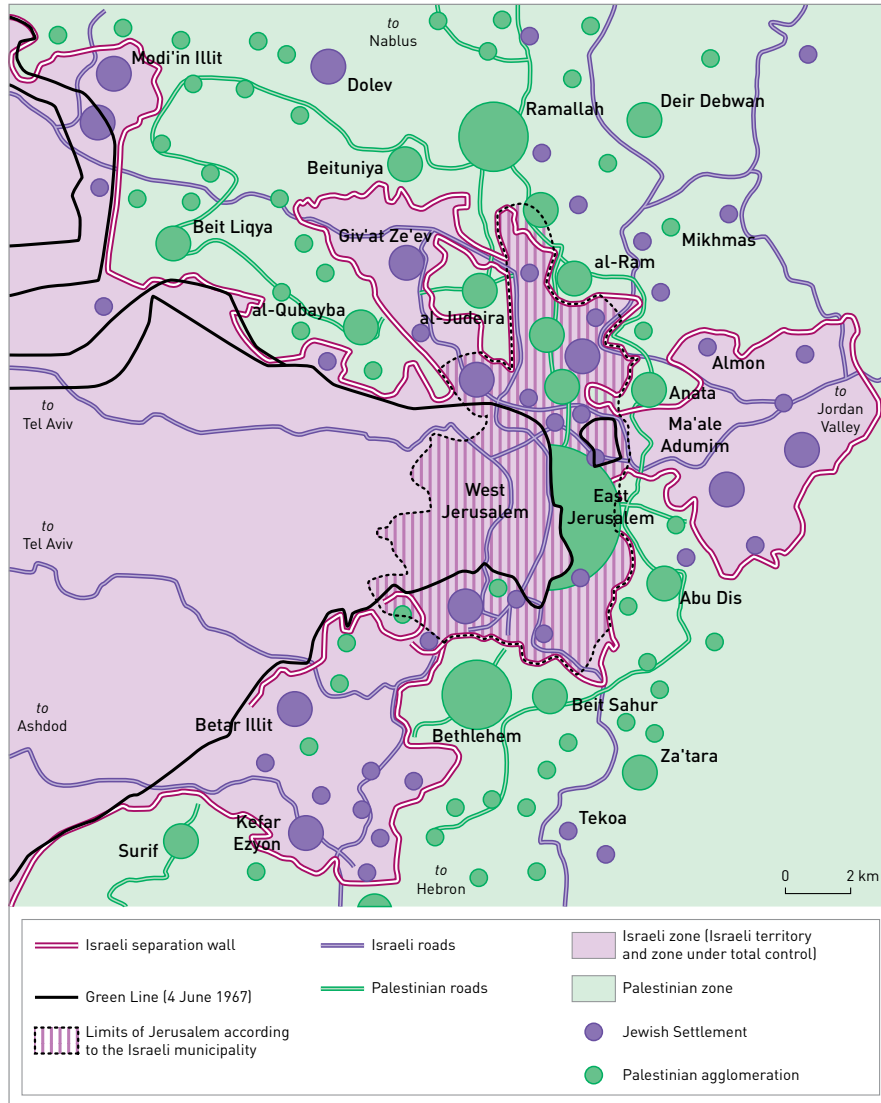 to
Nablus
Modi'in Illit
Dolev
Ramallah
Deir Debwan
Beituniya
Beit Liqya
Giv'at Ze'ev
Mikhmas
al-Ram
al-Qubayba
al-Judeira
Almon
Anata
to
Tel Aviv
Ma'ale
Adumim
to
Jordan
Valley
West
Jerusalem
East
Jerusalem
to
Tel Aviv
Abu Dis
to
Ashdod
Betar Illit
Bethlehem
Beit Sahur
Za'tara
Kefar
Ezyon
Tekoa
Surif
to
Hebron
0 2 km
Israeli separation wall
Green Line (4 June 1967)
Limits of Jerusalem according
to the Israeli municipality
Israeli roads
Palestinian roads
Israeli zone (Israeli territory
and zone under total control)
Palestinian zone
Jewish Settlement
Palestinian agglomeration